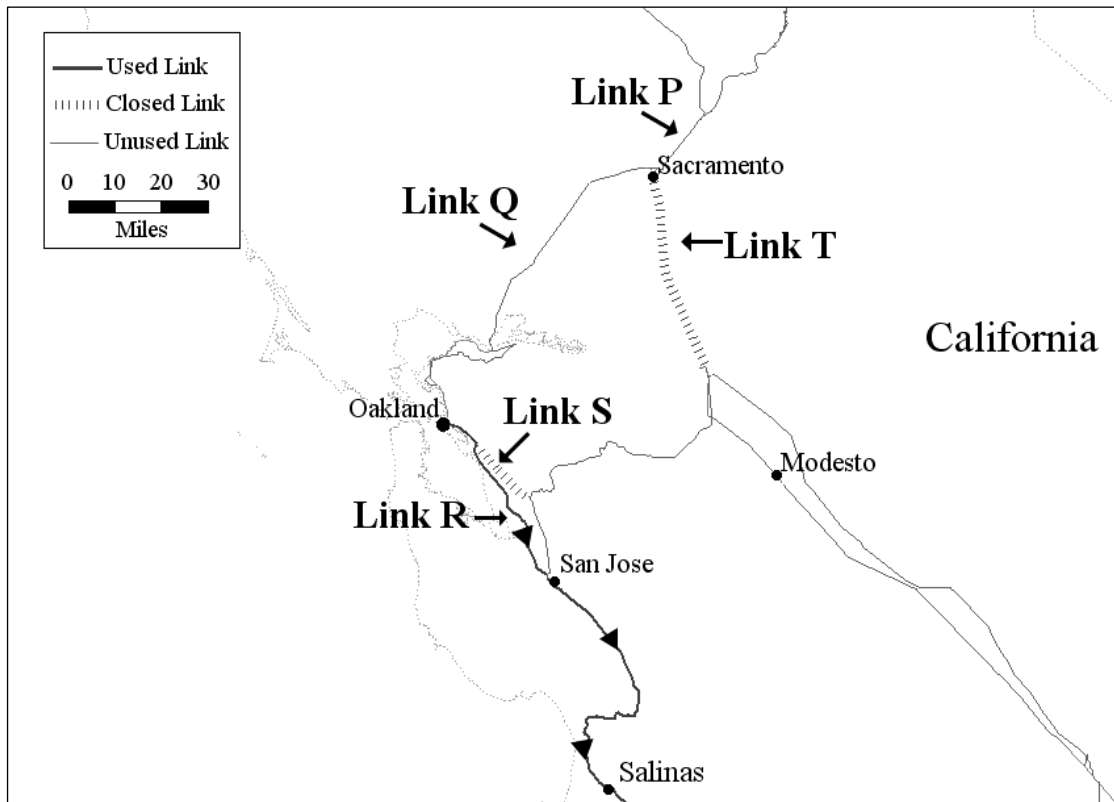 Used Link
Closed Link
Unused Link
0 10 20 30
Miles
Link P
Sacramento
Link Q
Link T
California
Oakland
Link S
Modesto
Link R
San Jose
Salinas